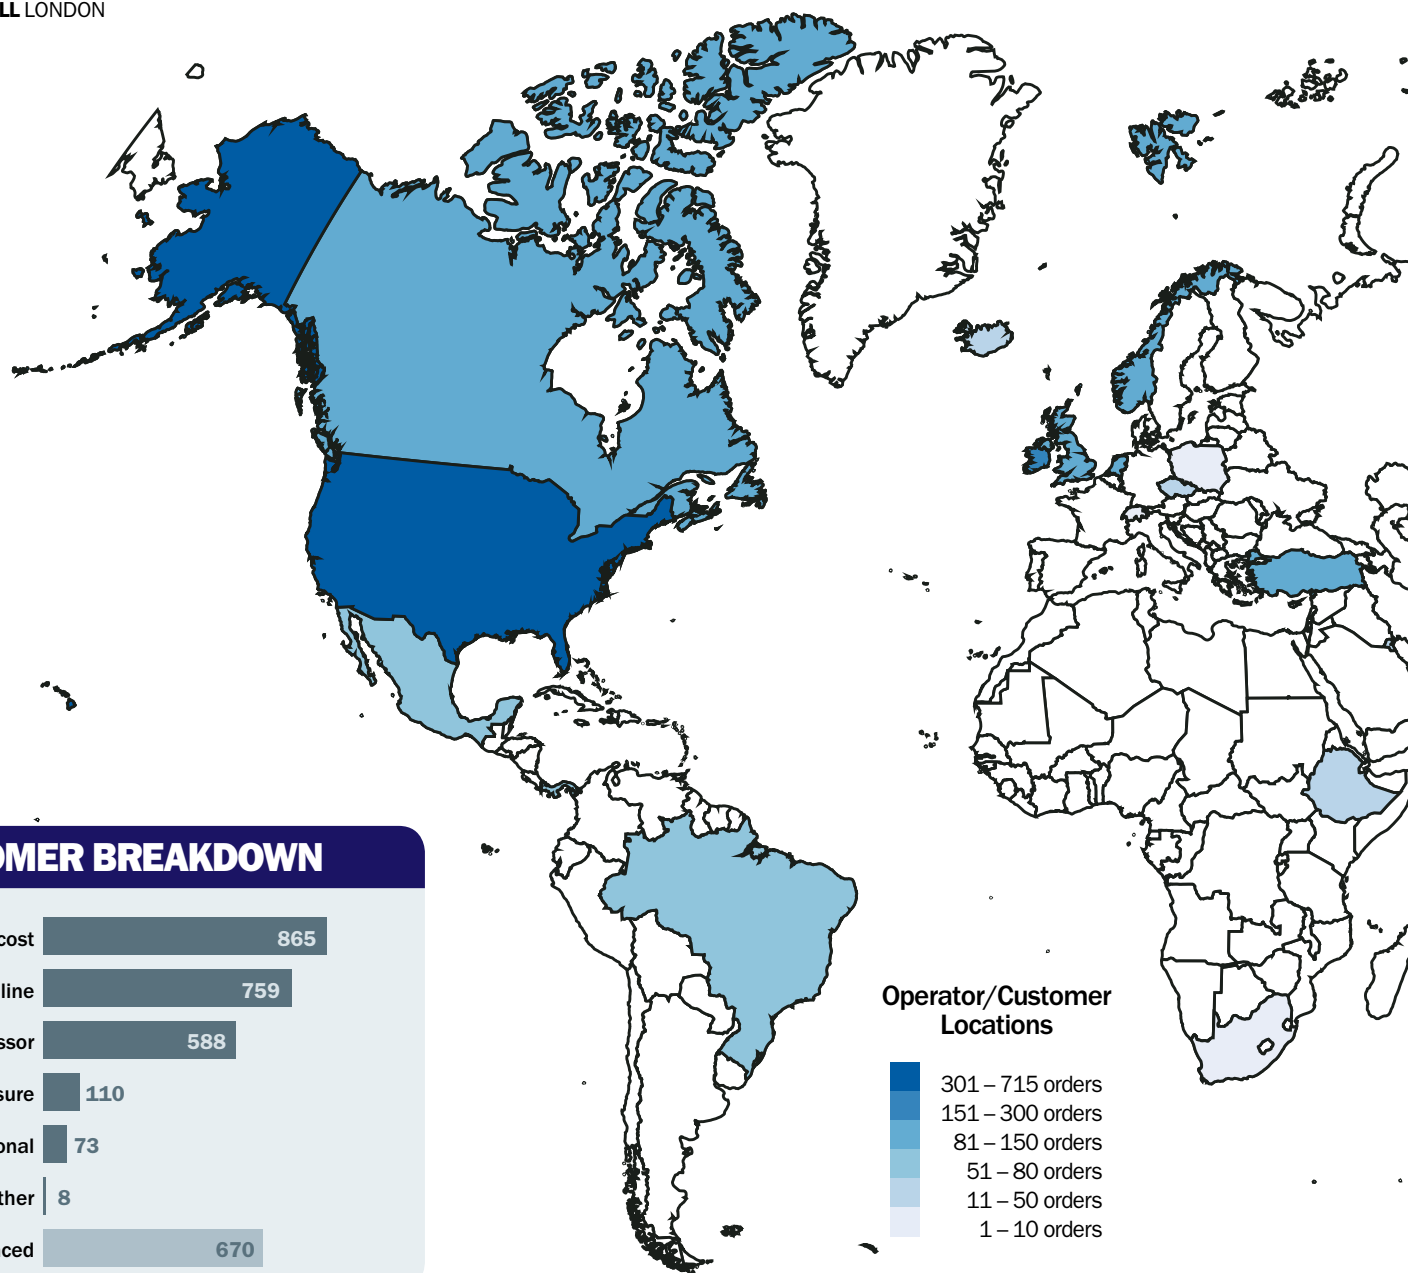 LL LONDON
OMER BREAKDOWN
cost 865
line 759
ssor 588
sure 110
onal 73
ther 8
ced 670
Operator/Customer
Locations
301 – 715 orders
151 – 300 orders
81 – 150 orders
51 – 80 orders
11 – 50 orders
1 – 10 orders